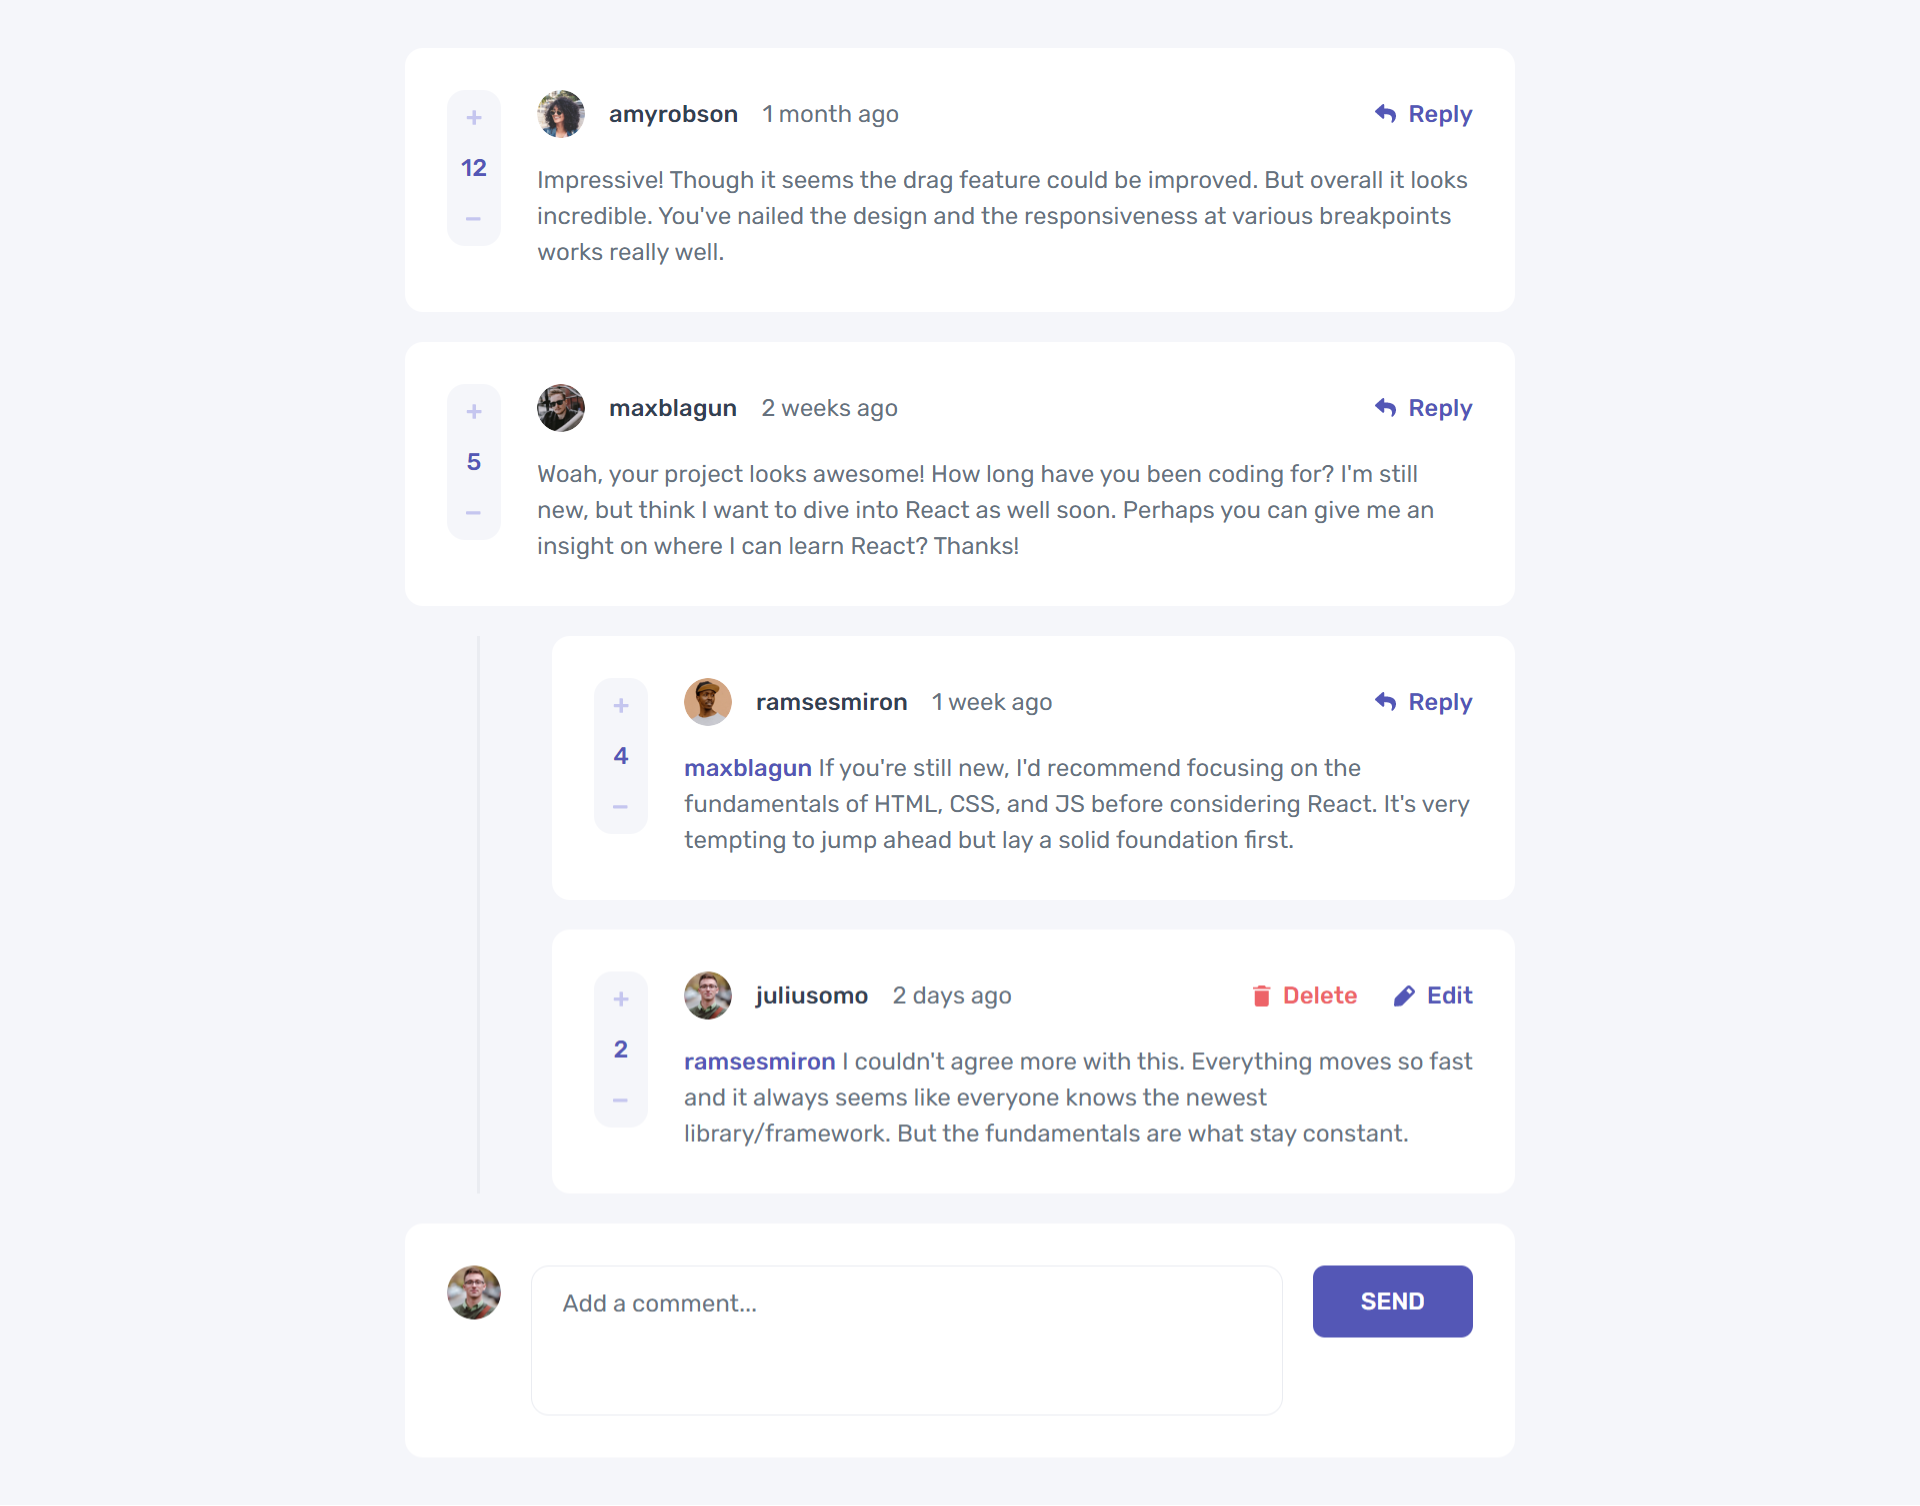 amyrobson 1 month ago Reply
+
12
−
Impressive! Though it seems the drag feature could be improved. But overall it looks
incredible. You've nailed the design and the responsiveness at various breakpoints
works really well.
maxblagun 2 weeks ago Reply
+
5
−
Woah, your project looks awesome! How long have you been coding for? I'm still
new, but think I want to dive into React as well soon. Perhaps you can give me an
insight on where I can learn React? Thanks!
ramsesmiron 1 week ago Reply
+
4
−
maxblagun If you're still new, I'd recommend focusing on the
fundamentals of HTML, CSS, and JS before considering React. It's very
tempting to jump ahead but lay a solid foundation first.
juliusomo 2 days ago Delete Edit
+
2
−
ramsesmiron I couldn't agree more with this. Everything moves so fast
and it always seems like everyone knows the newest
library/framework. But the fundamentals are what stay constant.
Add a comment...
SEND